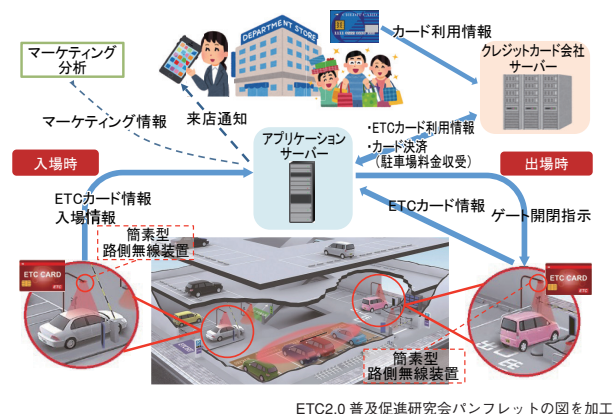 DEPARTMENT STORE
CREDIT CARD
カード利用情報
マーケティング
分析
クレジットカード会社
サーバー
マーケティング情報
来店通知
アプリケーション
サーバー
・ETCカード利用情報
・カード決済
（駐車場料金収受）
入場時
出場時
ETCカード情報
入場情報
ETCカード情報
ゲート開閉指示
簡素型
路側無線装置
ETC CARD
ETC
ETC CARD
ETC
簡素型
路側無線装置
出口
ETC2.0 普及促進研究会パンフレットの図を加工